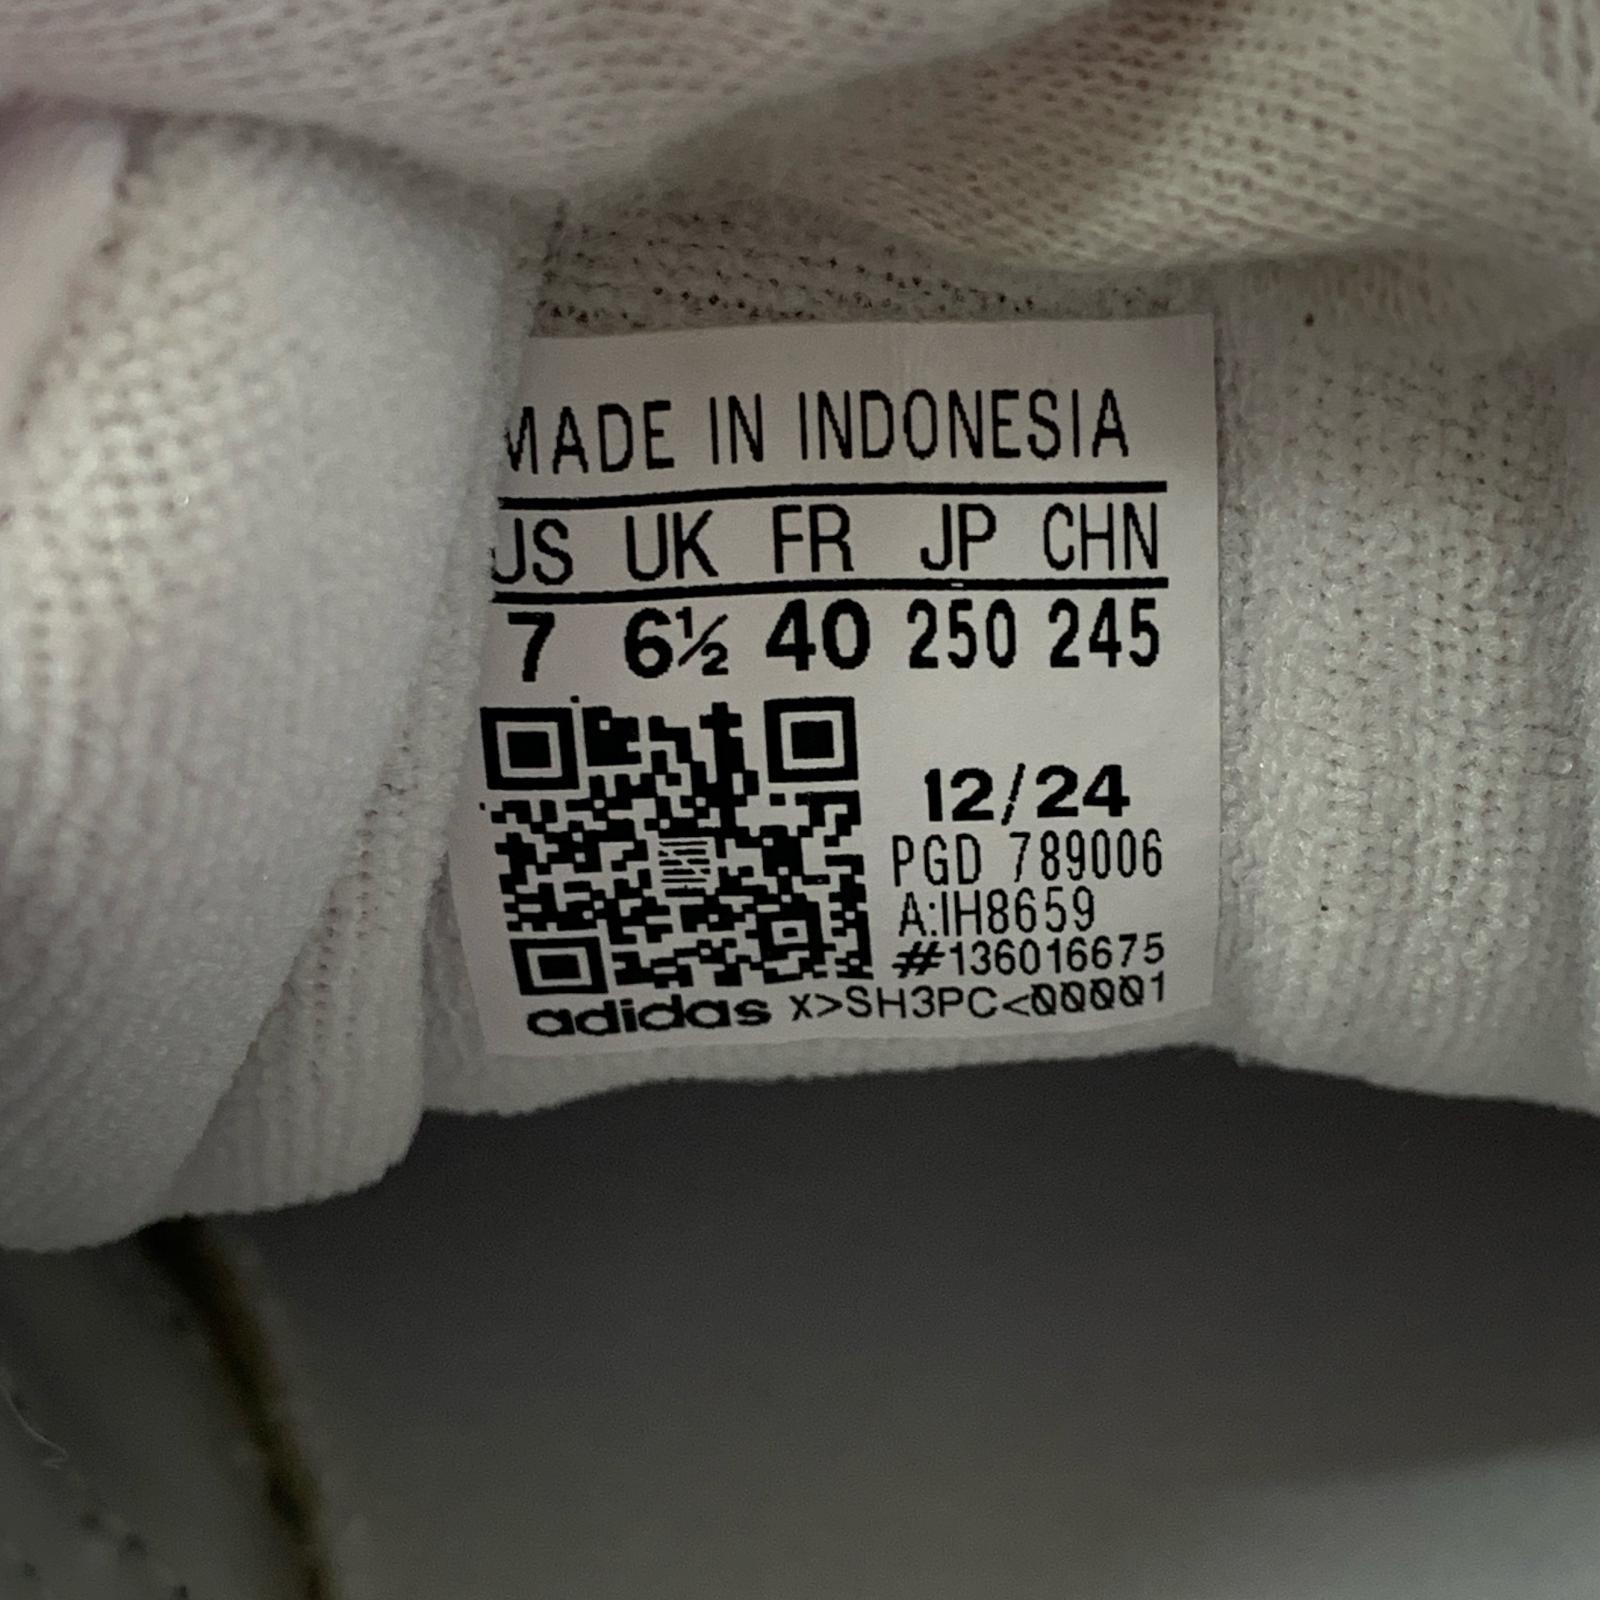 MADE IN INDONESIA
US UK FR JP CHN
7 6½ 40 250 245
12/24
PGD 789006
A:IH8659
#136016675
adidas X>SH3PC<00001